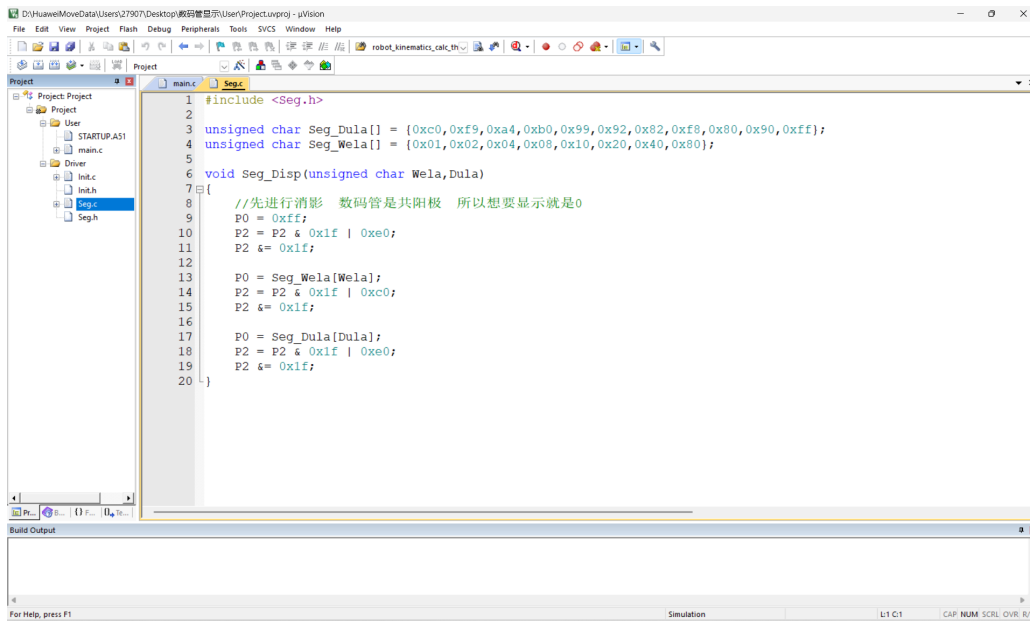 D:\HuaweiMoveData\Users\27907\Desktop\数码管显示\User\Project.uvproj - µVision
File Edit View Project Flash Debug Peripherals Tools SVCS Window Help
robot_kinematics_calc_th
Project
Project
main.c Seg.c
Project: Project
Project
User
STARTUP.A51
main.c
Driver
Init.c
Init.h
Seg.c
Seg.h
1 #include <Seg.h>
2
3 unsigned char Seg_Dula[] = {0xc0,0xf9,0xa4,0xb0,0x99,0x92,0x82,0xf8,0x80,0x90,0xff};
4 unsigned char Seg_Wela[] = {0x01,0x02,0x04,0x08,0x10,0x20,0x40,0x80};
5
6 void Seg_Disp(unsigned char Wela,Dula)
7 {
8 //先进行消影 数码管是共阳极 所以想要显示就是0
9 P0 = 0xff;
10 P2 = P2 & 0x1f | 0xe0;
11 P2 &= 0x1f;
12
13 P0 = Seg_Wela[Wela];
14 P2 = P2 & 0x1f | 0xc0;
15 P2 &= 0x1f;
16
17 P0 = Seg_Dula[Dula];
18 P2 = P2 & 0x1f | 0xe0;
19 P2 &= 0x1f;
20 }
Pr... B... {} F... 0 Te...
Build Output
For Help, press F1 Simulation L:1 C:1 CAP NUM SCRL OVR R/